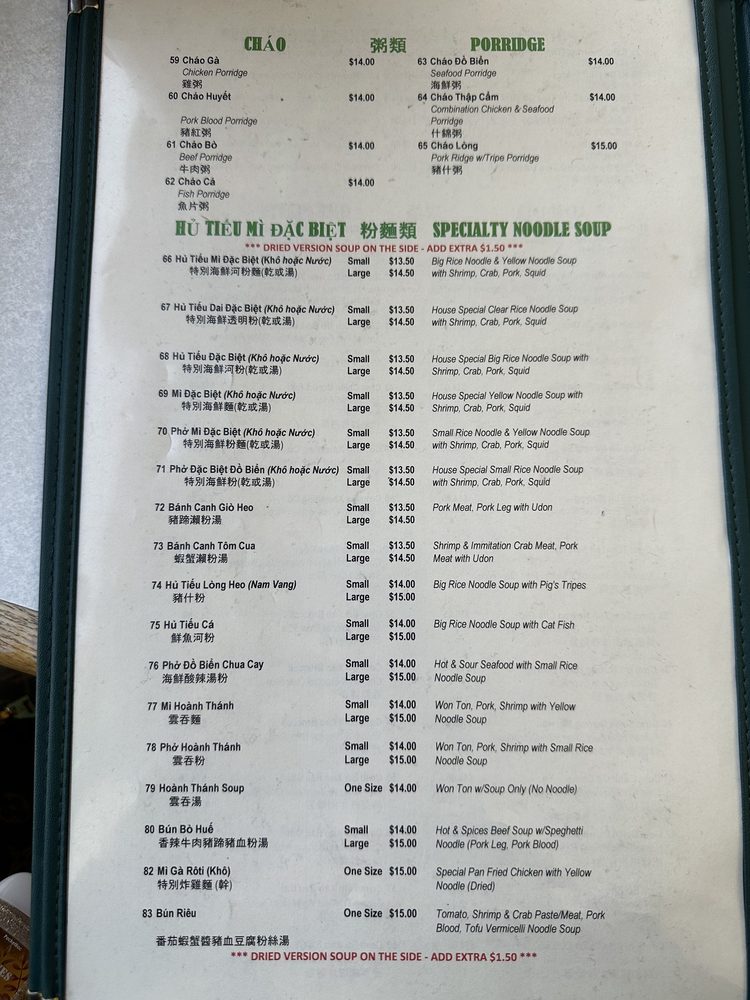 CHÁO 粥類 PORRIDGE
59 Cháo Gà $14.00
Chicken Porridge
雞粥
60 Cháo Huyết $14.00
Pork Blood Porridge
豬紅粥
61 Cháo Bò $14.00
Beef Porridge
牛肉粥
62 Cháo Cá $14.00
Fish Porridge
魚片粥
63 Cháo Đồ Biển $14.00
Seafood Porridge
海鮮粥
64 Cháo Thập Cẩm $14.00
Combination Chicken & Seafood
Porridge
什錦粥
65 Cháo Lòng $15.00
Pork Ridge w/Tripe Porridge
豬什粥
HỦ TIẾU MÌ ĐẶC BIỆT 粉麵類 SPECIALTY NOODLE SOUP
*** DRIED VERSION SOUP ON THE SIDE - ADD EXTRA $1.50 ***
66 Hủ Tiếu Mì Đặc Biệt (Khô hoặc Nước) Small $13.50 Big Rice Noodle & Yellow Noodle Soup
特別海鮮河粉麵(乾或湯) Large $14.50 with Shrimp, Crab, Pork, Squid
67 Hủ Tiếu Dai Đặc Biệt (Khô hoặc Nước) Small $13.50 House Special Clear Rice Noodle Soup
特別海鮮透明粉(乾或湯) Large $14.50 with Shrimp, Crab, Pork, Squid
68 Hủ Tiếu Đặc Biệt (Khô hoặc Nước) Small $13.50 House Special Big Rice Noodle Soup with
特別海鮮河粉(乾或湯) Large $14.50 Shrimp, Crab, Pork, Squid
69 Mì Đặc Biệt (Khô hoặc Nước) Small $13.50 House Special Yellow Noodle Soup with
特別海鮮麵(乾或湯) Large $14.50 Shrimp, Crab, Pork, Squid
70 Phở Mì Đặc Biệt (Khô hoặc Nước) Small $13.50 Small Rice Noodle & Yellow Noodle Soup
特別海鮮粉麵(乾或湯) Large $14.50 with Shrimp, Crab, Pork, Squid
71 Phở Đặc Biệt Đồ Biển (Khô hoặc Nước) Small $13.50 House Special Small Rice Noodle Soup
特別海鮮粉(乾或湯) Large $14.50 with Shrimp, Crab, Pork, Squid
72 Bánh Canh Giò Heo Small $13.50 Pork Meat, Pork Leg with Udon
豬蹄瀨粉湯 Large $14.50
73 Bánh Canh Tôm Cua Small $13.50 Shrimp & Immitation Crab Meat, Pork
蝦蟹瀨粉湯 Large $14.50 Meat with Udon
74 Hủ Tiếu Lòng Heo (Nam Vang) Small $14.00 Big Rice Noodle Soup with Pig's Tripes
豬什粉 Large $15.00
75 Hủ Tiếu Cá Small $14.00 Big Rice Noodle Soup with Cat Fish
鮮魚河粉 Large $15.00
76 Phở Đồ Biển Chua Cay Small $14.00 Hot & Sour Seafood with Small Rice
海鮮酸辣湯粉 Large $15.00 Noodle Soup
77 Mì Hoành Thánh Small $14.00 Won Ton, Pork, Shrimp with Yellow
雲吞麵 Large $15.00 Noodle Soup
78 Phở Hoành Thánh Small $14.00 Won Ton, Pork, Shrimp with Small Rice
雲吞粉 Large $15.00 Noodle Soup
79 Hoành Thánh Soup One Size $14.00 Won Ton w/Soup Only (No Noodle)
雲吞湯
80 Bún Bò Huế Small $14.00 Hot & Spices Beef Soup w/Speghetti
香辣牛肉豬蹄豬血粉湯 Large $15.00 Noodle (Pork Leg, Pork Blood)
82 Mì Gà Rôti (Khô) One Size $15.00 Special Pan Fried Chicken with Yellow
特別炸雞麵 (幹) Noodle (Dried)
83 Bún Riêu One Size $15.00 Tomato, Shrimp & Crab Paste/Meat, Pork
Blood, Tofu Vermicelli Noodle Soup
番茄蝦蟹醬豬血豆腐粉絲湯
*** DRIED VERSION SOUP ON THE SIDE - ADD EXTRA $1.50 ***